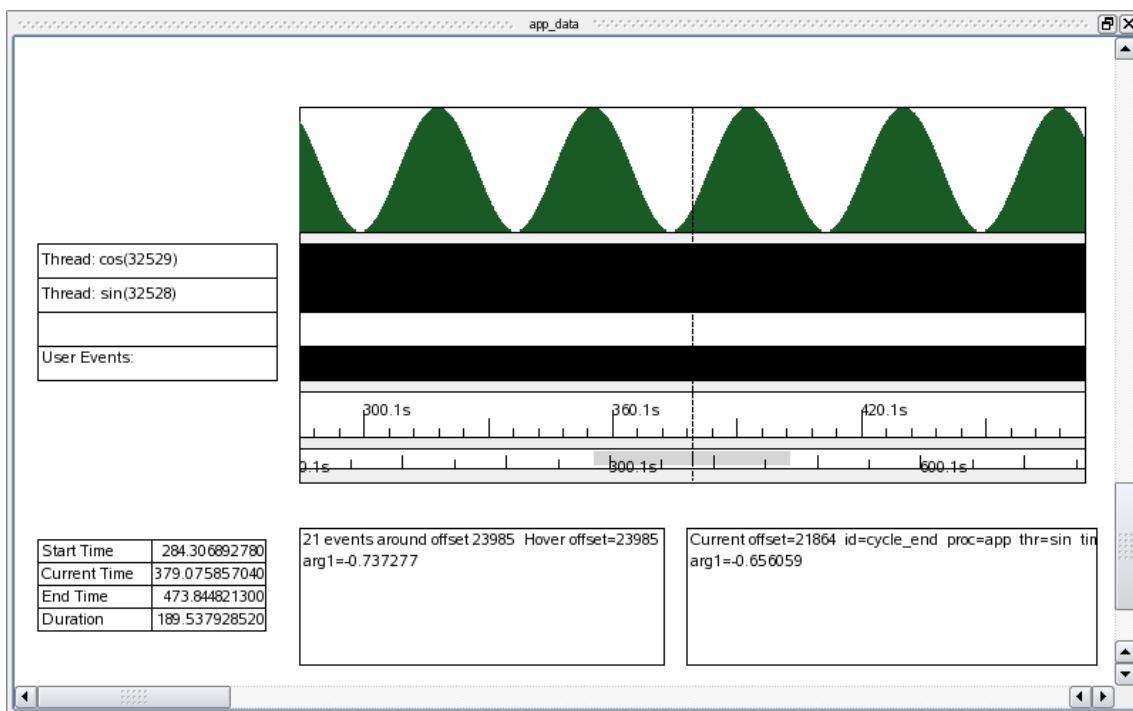 app_data
Thread: cos(32529)
Thread: sin(32528)
User Events:
300.1s 360.1s 420.1s
0.1s 300.1s 600.1s
21 events around offset 23985 Hover offset=23985
arg1=-0.737277
Current offset=21864 id=cycle_end proc=app thr=sin tin
arg1=-0.656059
Start Time 284.306892780
Current Time 379.075857040
End Time 473.844821300
Duration 189.537928520